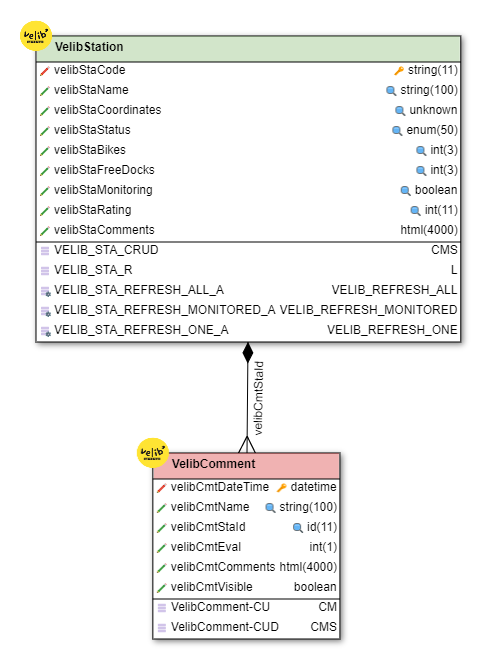 velib
VelibStation
velibStaCode string(11)
velibStaName string(100)
velibStaCoordinates unknown
velibStaStatus enum(50)
velibStaBikes int(3)
velibStaFreeDocks int(3)
velibStaMonitoring boolean
velibStaRating int(11)
velibStaComments html(4000)
VELIB_STA_CRUD CMS
VELIB_STA_R L
VELIB_STA_REFRESH_ALL_A VELIB_REFRESH_ALL
VELIB_STA_REFRESH_MONITORED_A VELIB_REFRESH_MONITORED
VELIB_STA_REFRESH_ONE_A VELIB_REFRESH_ONE
velibCmtStaId
velib
VelibComment
velibCmtDateTime datetime
velibCmtName string(100)
velibCmtStaId id(11)
velibCmtEval int(1)
velibCmtComments html(4000)
velibCmtVisible boolean
VelibComment-CU CM
VelibComment-CUD CMS